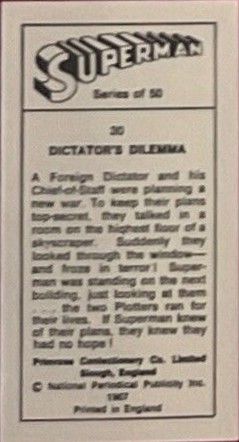 SUPERMAN
Series of 50
30
DICTATOR'S DILEMMA
A Foreign Dictator and his
Chief-of-Staff were planning a
new war. To keep their plans
top-secret, they talked in a
room on the highest floor of a
skyscraper. Suddenly they
looked through the window—
and froze in terror! Super-
man was standing on the next
building, just looking at them
... the two Plotters ran for
their lives. If Superman knew
of their plans, they knew they
had no hope!
Primrose Confectionery Co. Limited
Slough, England
© National Periodical Publicity Inc.
1967
Printed in England